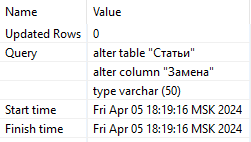 Name Value
Updated Rows 0
Query alter table "Статьи"
alter column "Замена"
type varchar (50)
Start time Fri Apr 05 18:19:16 MSK 2024
Finish time Fri Apr 05 18:19:16 MSK 2024